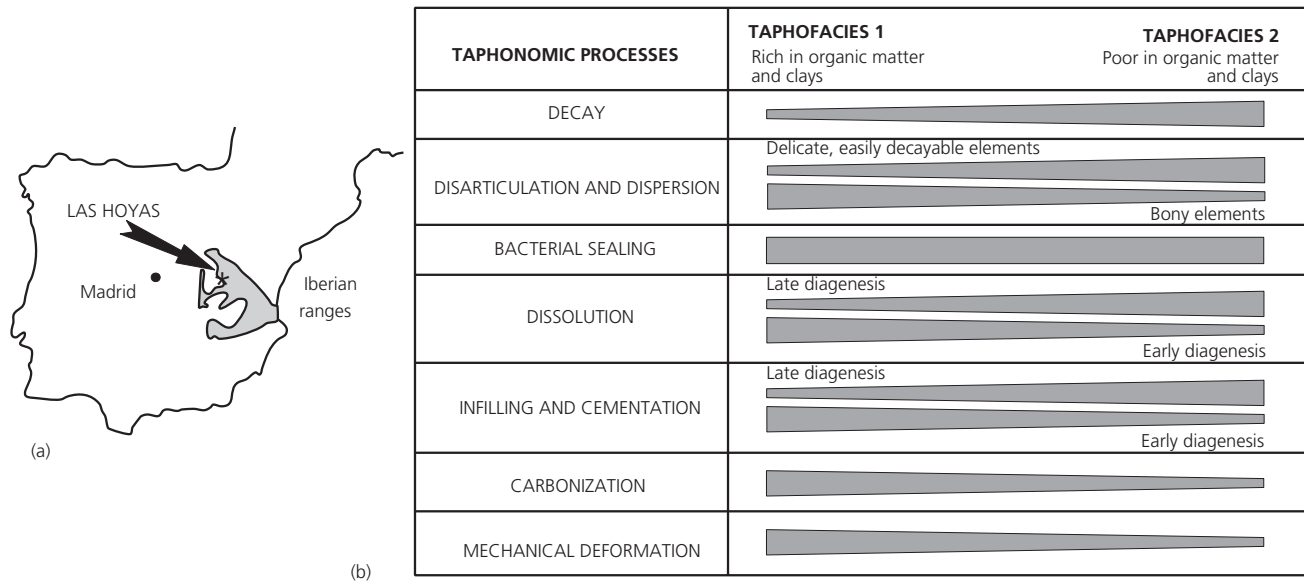 LAS HOYAS
Madrid
Iberian
ranges
(a)
TAPHONOMIC PROCESSES
TAPHOFACIES 1
Rich in organic matter
and clays
TAPHOFACIES 2
Poor in organic matter
and clays
DECAY
DISARTICULATION AND DISPERSION
Delicate, easily decayable elements
Bony elements
BACTERIAL SEALING
DISSOLUTION
Late diagenesis
Early diagenesis
INFILLING AND CEMENTATION
Late diagenesis
Early diagenesis
CARBONIZATION
MECHANICAL DEFORMATION
(b)